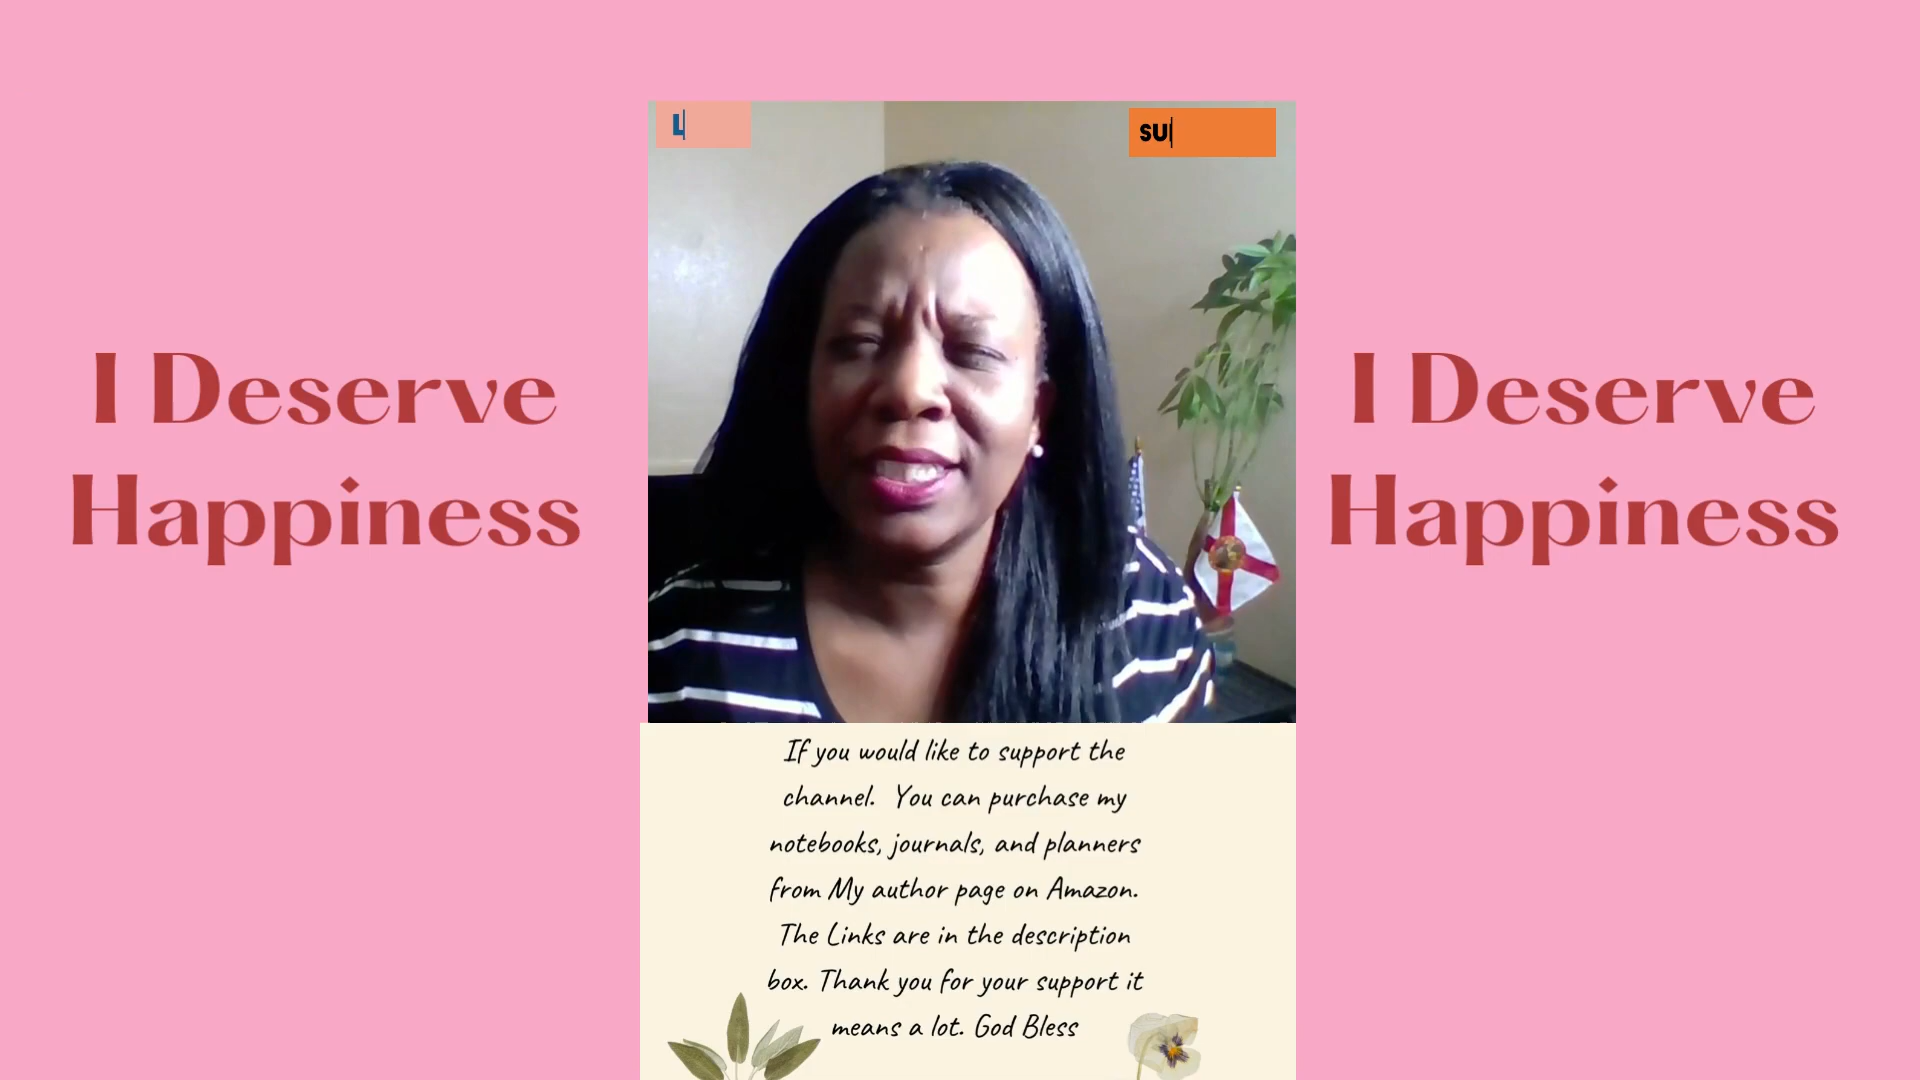 L
SU
I Deserve
Happiness
I Deserve
Happiness
If you would like to support the
channel. You can purchase my
notebooks, journals, and planners
from My author page on Amazon.
The Links are in the description
box. Thank you for your support it
means a lot. God Bless